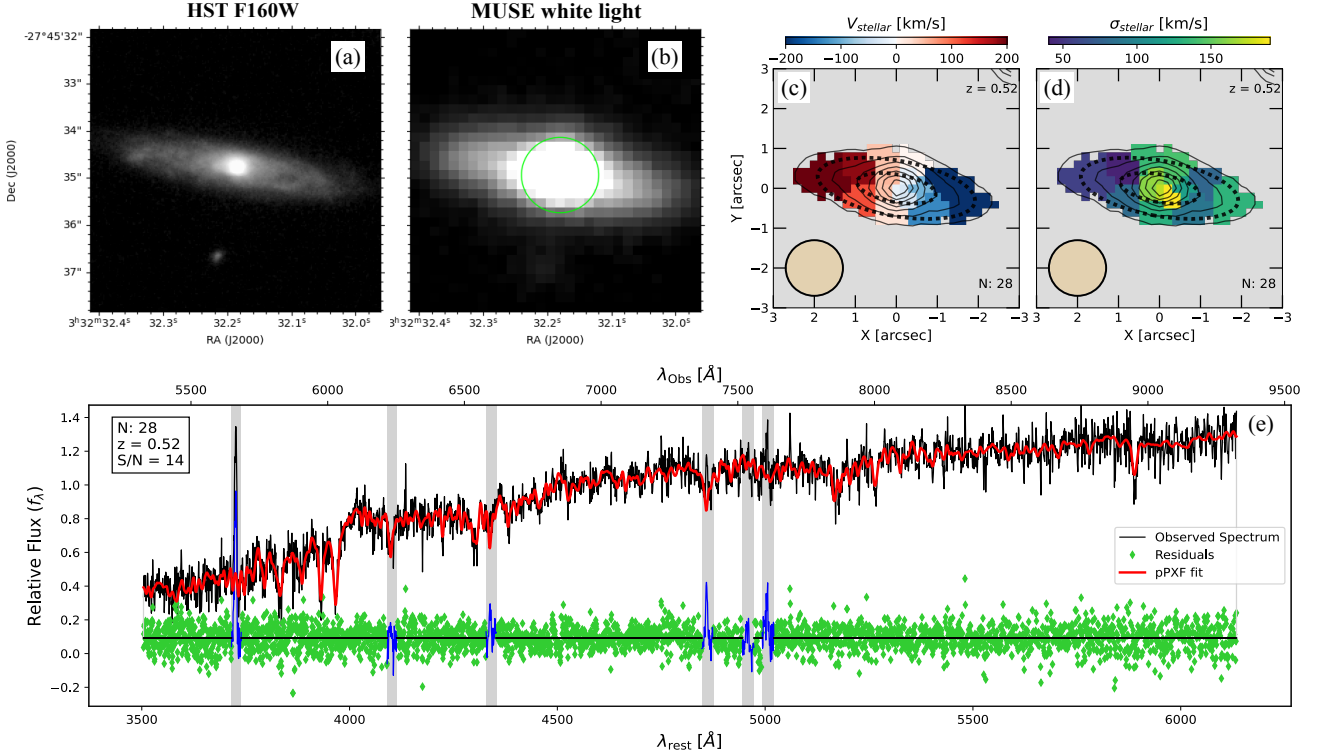 HST F160W
MUSE white light
V_stellar [km/s]
σ_stellar [km/s]
−200 −100 0 100 200
50 100 150
(a)
(b)
(c)
(d)
z = 0.52
z = 0.52
-27°45'32"
33"
34"
35"
36"
37"
Dec (J2000)
3ʰ32ᵐ32.4ˢ 32.3ˢ 32.2ˢ 32.1ˢ 32.0ˢ
RA (J2000)
3ʰ32ᵐ32.4ˢ 32.3ˢ 32.2ˢ 32.1ˢ 32.0ˢ
RA (J2000)
3
2
1
0
−1
−2
−3
Y [arcsec]
N: 28
N: 28
3 2 1 0 −1 −2 −3
X [arcsec]
3 2 1 0 −1 −2 −3
X [arcsec]
λ_Obs [Å]
5500 6000 6500 7000 7500 8000 8500 9000 9500
(e)
N: 28
z = 0.52
S/N = 14
1.4
1.2
1.0
0.8
0.6
0.4
0.2
0.0
−0.2
Relative Flux (f_λ)
Observed Spectrum
Residuals
pPXF fit
3500 4000 4500 5000 5500 6000
λ_rest [Å]